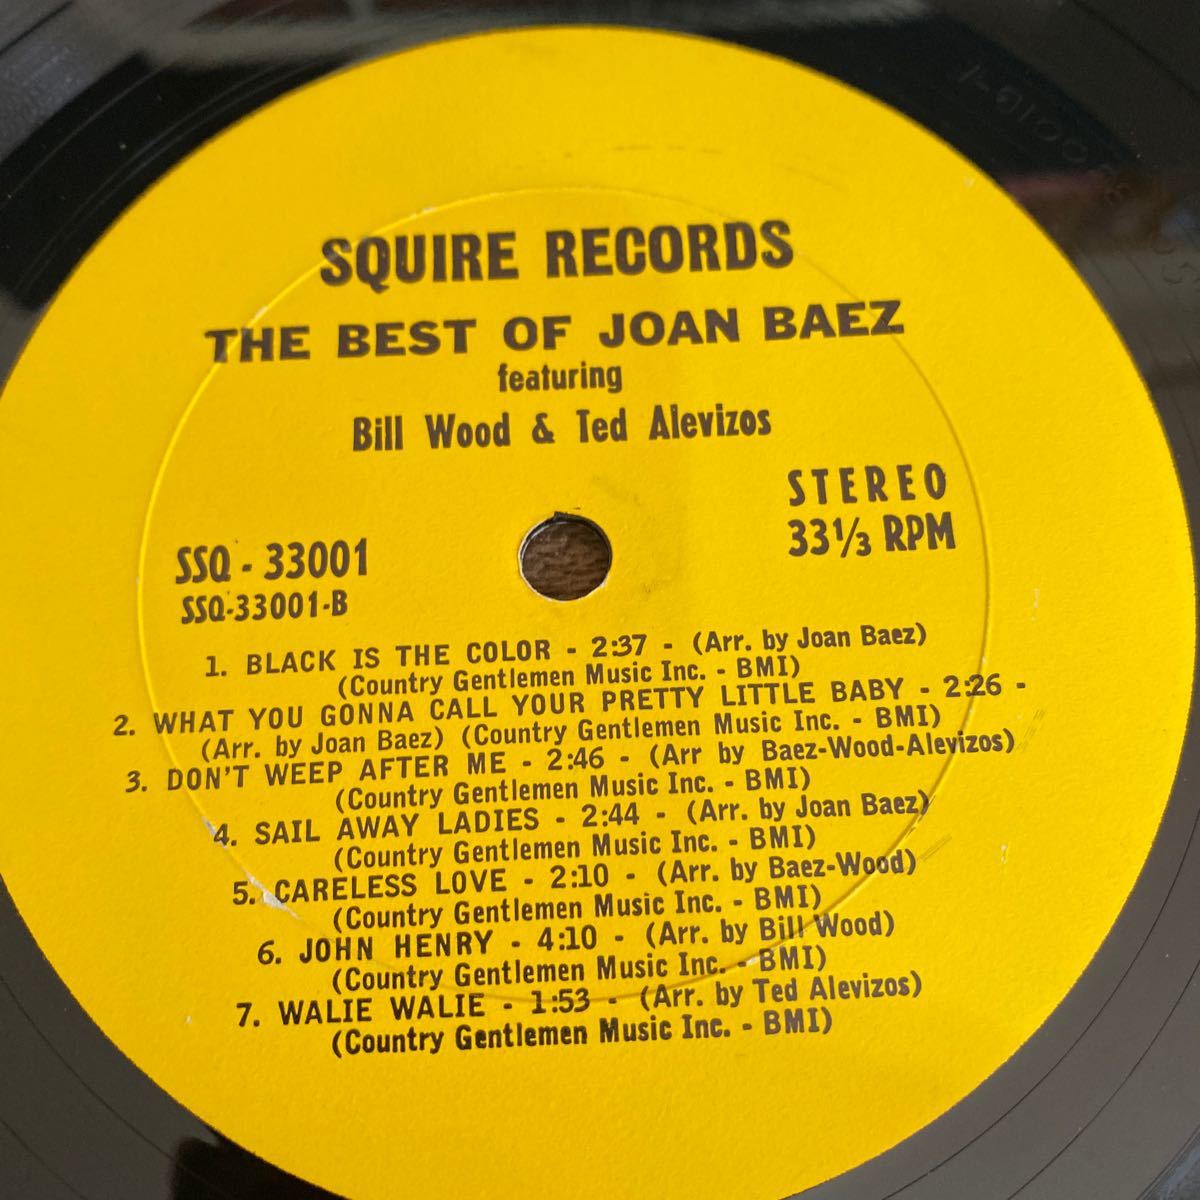 SQUIRE RECORDS
THE BEST OF JOAN BAEZ
featuring
Bill Wood & Ted Alevizos
STEREO
33⅓ RPM
SSQ - 33001
SSQ-33001-B
1. BLACK IS THE COLOR - 2:37 - (Arr. by Joan Baez)
(Country Gentlemen Music Inc. - BMI)
2. WHAT YOU GONNA CALL YOUR PRETTY LITTLE BABY - 2:26 -
(Arr. by Joan Baez) (Country Gentlemen Music Inc. - BMI)
3. DON'T WEEP AFTER ME - 2:46 - (Arr by Baez-Wood-Alevizos)
(Country Gentlemen Music Inc. - BMI)
4. SAIL AWAY LADIES - 2:44 - (Arr. by Joan Baez)
(Country Gentlemen Music Inc. - BMI)
5. CARELESS LOVE - 2:10 - (Arr. by Baez-Wood)
(Country Gentlemen Music Inc. - BMI)
6. JOHN HENRY - 4:10 - (Arr. by Bill Wood)
(Country Gentlemen Music Inc. - BMI)
7. WALIE WALIE - 1:53 - (Arr. by Ted Alevizos)
(Country Gentlemen Music Inc. - BMI)